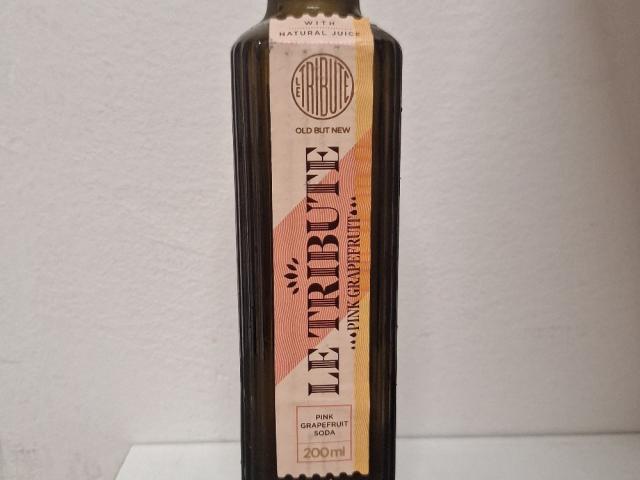 WITH
NATURAL JUICE
LE TRIBUTE
OLD BUT NEW
LE TRIBUTE
PINK GRAPEFRUIT
PINK
GRAPEFRUIT
SODA
200ml